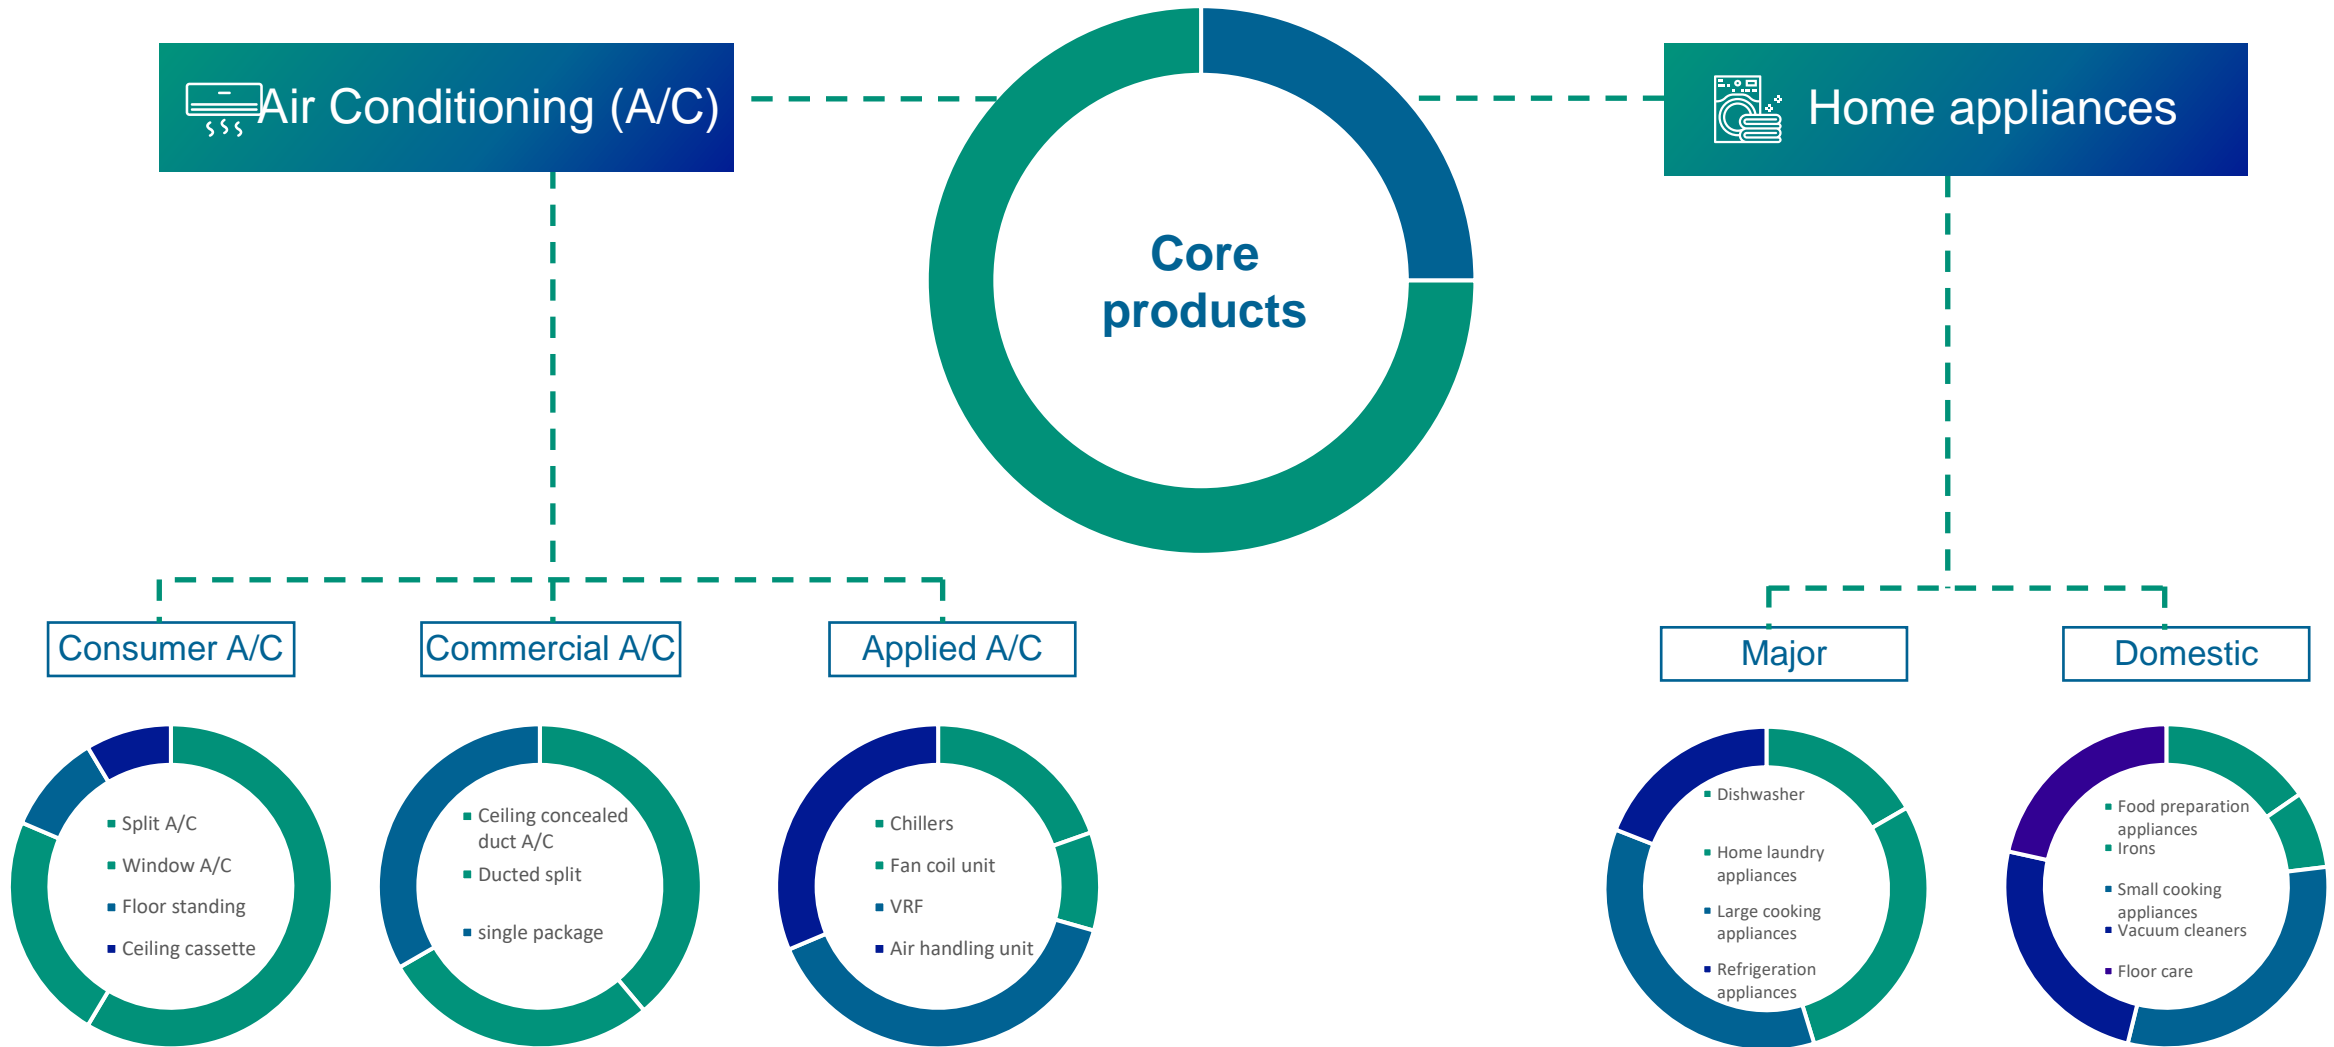 Air Conditioning (A/C)
Home appliances
Core
products
Consumer A/C
Commercial A/C
Applied A/C
Major
Domestic
Split A/C
Window A/C
Floor standing
Ceiling cassette
Ceiling concealed
duct A/C
Ducted split
single package
Chillers
Fan coil unit
VRF
Air handling unit
Dishwasher
Home laundry
appliances
Large cooking
appliances
Refrigeration
appliances
Food preparation
appliances
Irons
Small cooking
appliances
Vacuum cleaners
Floor care